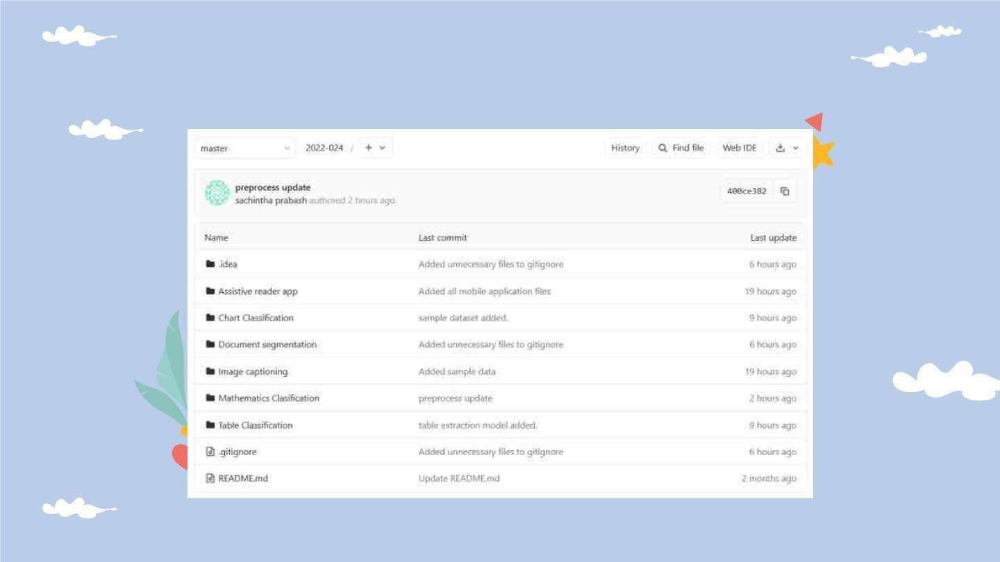 master 2022-024 / + History Find file Web IDE
preprocess update
sachintha prabash authored 2 hours ago 400ce382
Name Last commit Last update
.idea Added unnecessary files to gitignore 6 hours ago
Assistive reader app Added all mobile application files 19 hours ago
Chart Classification sample dataset added. 9 hours ago
Document segmentation Added unnecessary files to gitignore 6 hours ago
Image captioning Added sample data 19 hours ago
Mathematics Clasification preprocess update 2 hours ago
Table Classification table extraction model added. 9 hours ago
.gitignore Added unnecessary files to gitignore 6 hours ago
README.md Update README.md 2 months ago